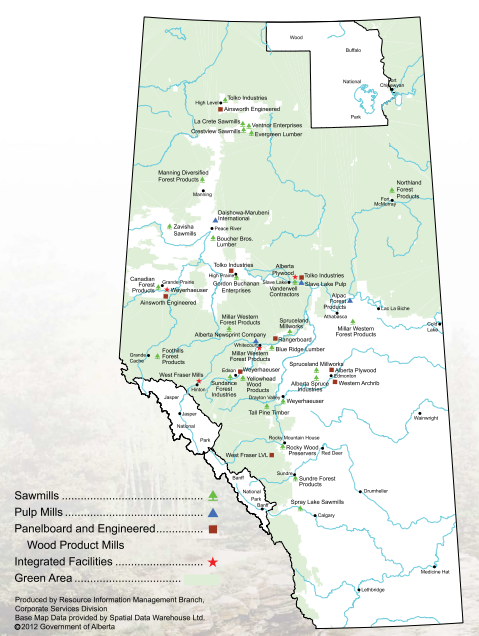 Wood
Buffalo
National
Park
Fort
Chipewyan
Tolko Industries
High Level
Ainsworth Engineered
La Crete Sawmills
Ventnor Enterprises
Crestview Sawmills
Evergreen Lumber
Manning Diversified
Forest Products
Manning
Northland
Forest
Products
Fort
McMurray
Daishowa-Marubeni
International
Zavisha
Sawmills
Peace River
Boucher Bros.
Lumber
Tolko Industries
High Prairie
Gordon Buchanan
Enterprises
Alberta
Plywood
Tolko Industries
Slave Lake
Slave Lake Pulp
Vanderwell
Contractors
Canadian
Forest
Products
Grande Prairie
Weyerhaeuser
Ainsworth Engineered
Alpac
Forest
Products
Athabasca
Lac La Biche
Cold
Lake
Millar Western
Forest Products
Millar Western
Forest Products
Spruceland
Millworks
Alberta Newsprint Company
Rangerboard
Whitecourt
Blue Ridge Lumber
Millar Western
Forest Products
Grande
Cache
Foothills
Forest
Products
West Fraser Mills
Hinton
Edson
Weyerhaeuser
Sundance
Forest
Industries
Yellowhead
Wood
Products
Spruceland Millworks
Alberta Plywood
Edmonton
Alberta Spruce
Industries
Western Archrib
Drayton Valley
Weyerhaeuser
Tall Pine Timber
Wainwright
Jasper
Jasper
National
Park
Rocky Mountain House
Rocky Wood
Preservers
Red Deer
West Fraser LVL
Banff
National
Park
Banff
Sundre
Sundre Forest
Products
Drumheller
Spray Lake Sawmills
Calgary
Medicine Hat
Lethbridge
Sawmills
Pulp Mills
Panelboard and Engineered
Wood Product Mills
Integrated Facilities
Green Area
Produced by Resource Information Management Branch,
Corporate Services Division
Base Map Data provided by Spatial Data Warehouse Ltd.
©2012 Government of Alberta